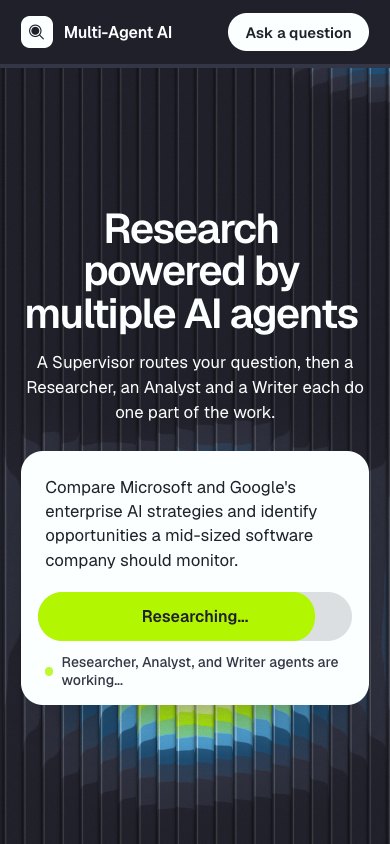 Multi-Agent AI
Ask a question
Research
powered by
multiple AI agents
A Supervisor routes your question, then a
Researcher, an Analyst and a Writer each do
one part of the work.
Compare Microsoft and Google's
enterprise AI strategies and identify
opportunities a mid-sized software
company should monitor.
Researching...
Researcher, Analyst, and Writer agents are
working...